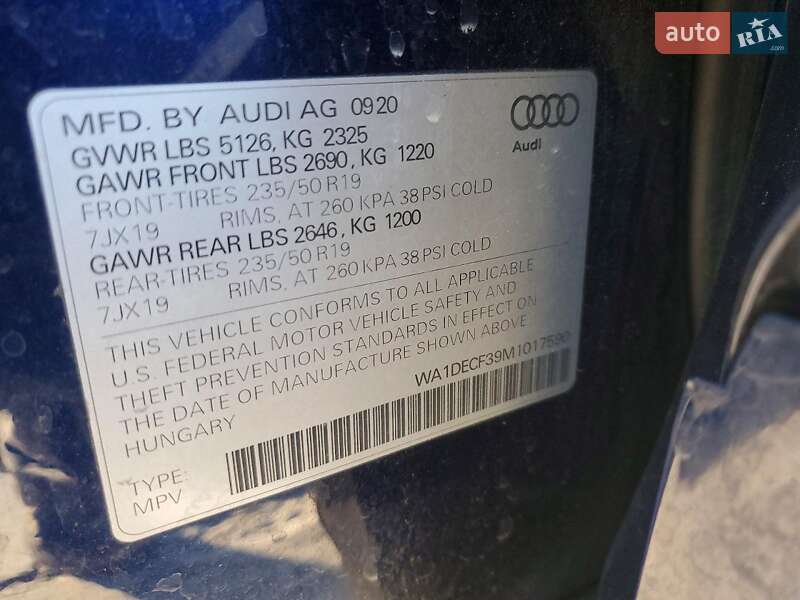 auto RIA .com
MFD. BY AUDI AG 0920
GVWR LBS 5126, KG 2325
GAWR FRONT LBS 2690, KG 1220
FRONT-TIRES 235/50 R19
7JX19 RIMS, AT 260 KPA 38 PSI COLD
GAWR REAR LBS 2646, KG 1200
REAR-TIRES 235/50 R19
7JX19 RIMS, AT 260 KPA 38 PSI COLD
Audi
THIS VEHICLE CONFORMS TO ALL APPLICABLE
U.S. FEDERAL MOTOR VEHICLE SAFETY AND
THEFT PREVENTION STANDARDS IN EFFECT ON
THE DATE OF MANUFACTURE SHOWN ABOVE
HUNGARY
WA1DECF39M1017590
TYPE:
MPV